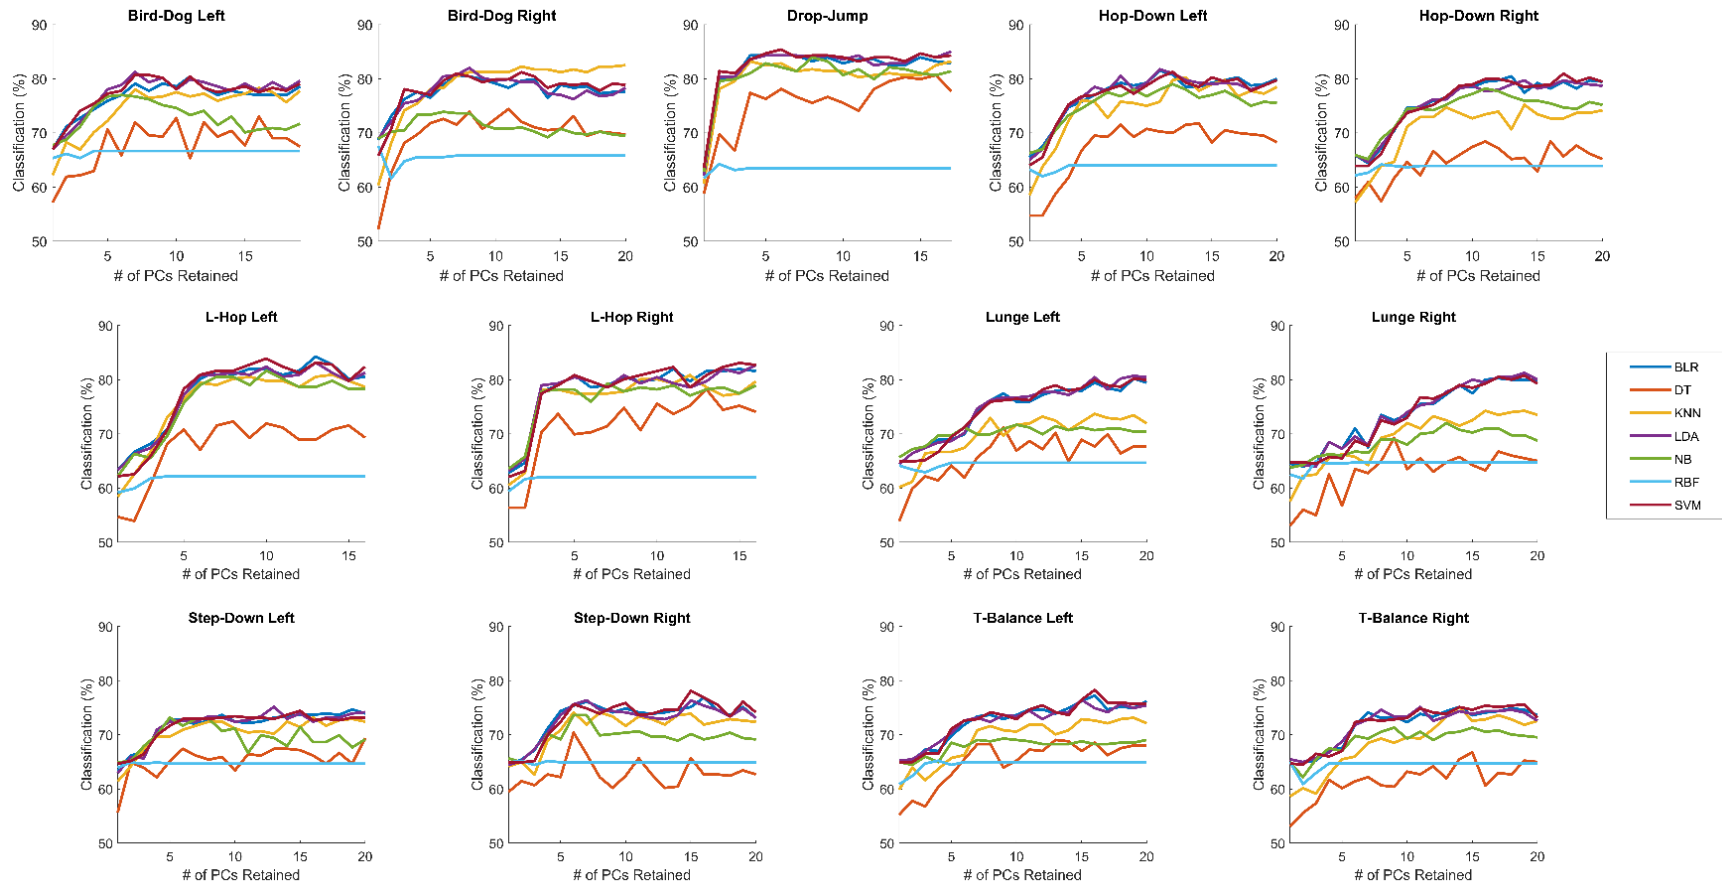 Bird-Dog Left
Bird-Dog Right
Drop-Jump
Hop-Down Left
Hop-Down Right
90
80
70
60
50
Classification (%)
5 10 15
# of PCs Retained
90
80
70
60
50
Classification (%)
5 10 15 20
# of PCs Retained
90
80
70
60
50
Classification (%)
5 10 15
# of PCs Retained
90
80
70
60
50
Classification (%)
5 10 15 20
# of PCs Retained
90
80
70
60
50
Classification (%)
5 10 15 20
# of PCs Retained
L-Hop Left
L-Hop Right
Lunge Left
Lunge Right
90
80
70
60
50
Classification (%)
5 10 15
# of PCs Retained
90
80
70
60
50
Classification (%)
5 10 15
# of PCs Retained
90
80
70
60
50
Classification (%)
5 10 15 20
# of PCs Retained
90
80
70
60
50
Classification (%)
5 10 15 20
# of PCs Retained
BLR
DT
KNN
LDA
NB
RBF
SVM
Step-Down Left
Step-Down Right
T-Balance Left
T-Balance Right
90
80
70
60
50
Classification (%)
5 10 15 20
# of PCs Retained
90
80
70
60
50
Classification (%)
5 10 15 20
# of PCs Retained
90
80
70
60
50
Classification (%)
5 10 15 20
# of PCs Retained
90
80
70
60
50
Classification (%)
5 10 15 20
# of PCs Retained